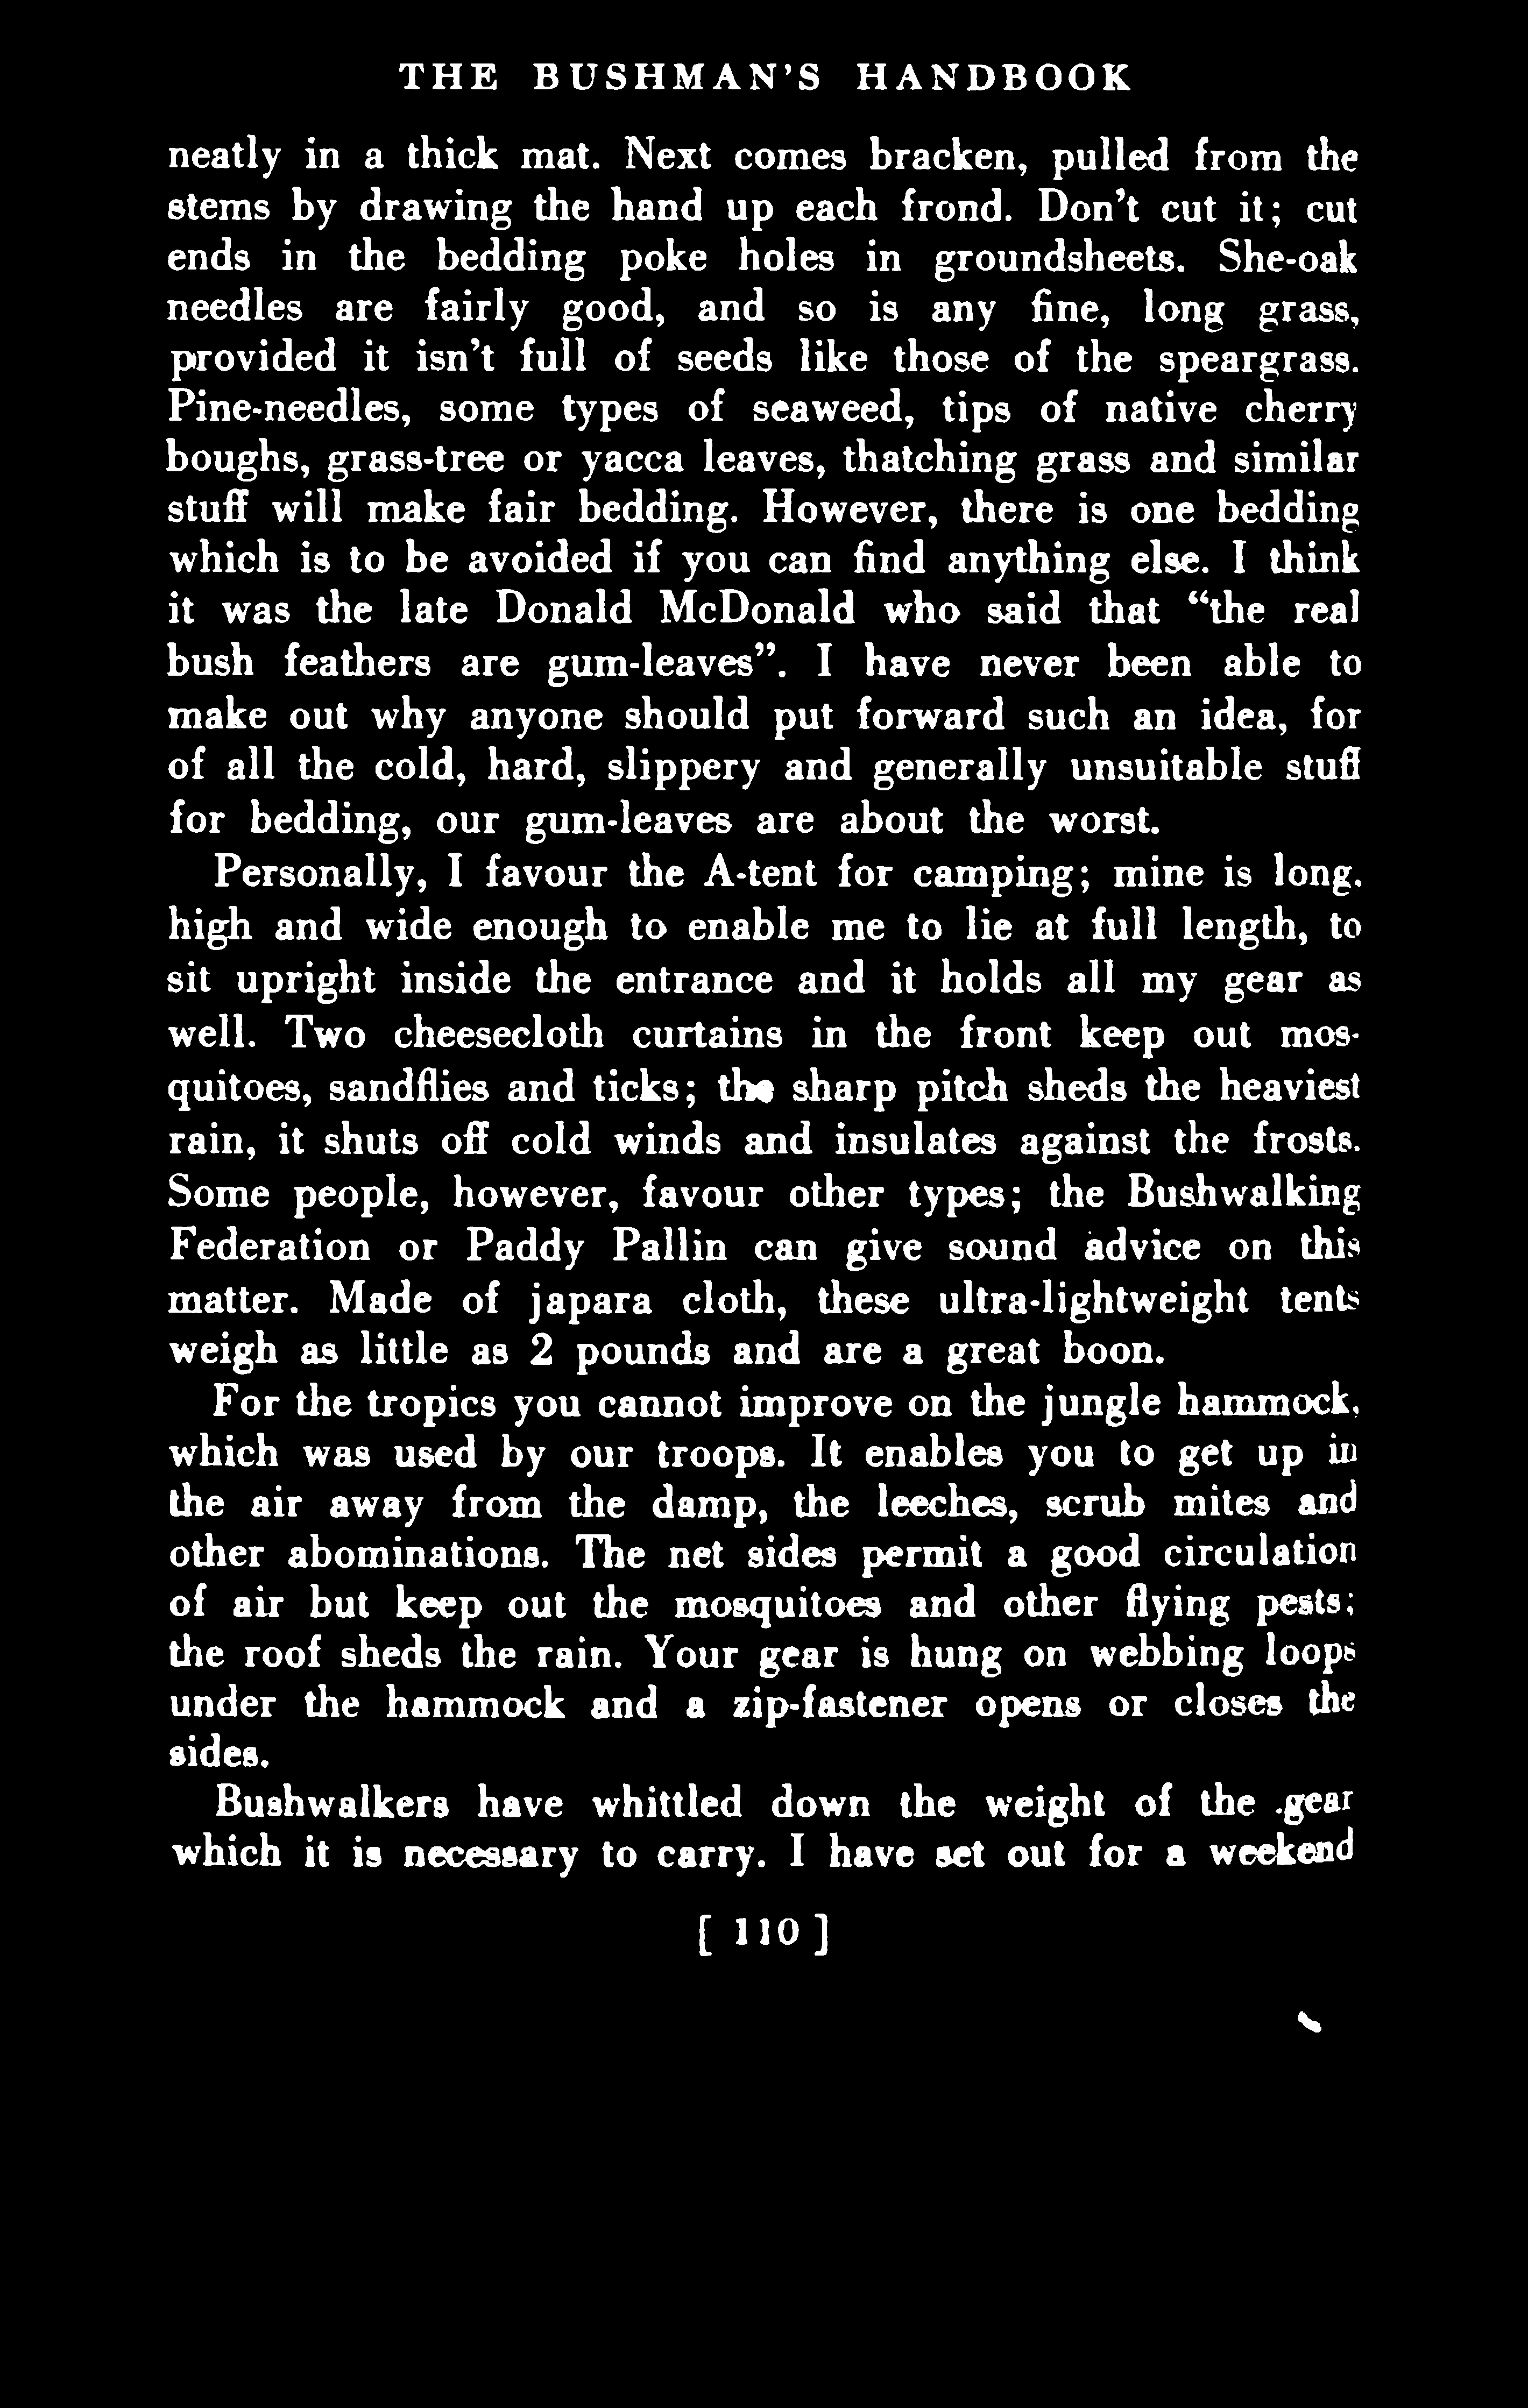 THE BUSHMAN'S HANDBOOK
neatly in a thick mat. Next comes bracken, pulled from the
stems by drawing the hand up each frond. Don't cut it; cut
ends in the bedding poke holes in groundsheets. She-oak
needles are fairly good, and so is any fine, long grass,
provided it isn't full of seeds like those of the speargrass.
Pine-needles, some types of seaweed, tips of native cherry
boughs, grass-tree or yacca leaves, thatching grass and similar
stuff will make fair bedding. However, there is one bedding
which is to be avoided if you can find anything else. I think
it was the late Donald McDonald who said that "the real
bush feathers are gum-leaves". I have never been able to
make out why anyone should put forward such an idea, for
of all the cold, hard, slippery and generally unsuitable stuff
for bedding, our gum-leaves are about the worst.
Personally, I favour the A-tent for camping; mine is long,
high and wide enough to enable me to lie at full length, to
sit upright inside the entrance and it holds all my gear as
well. Two cheesecloth curtains in the front keep out mos-
quitoes, sandflies and ticks; the sharp pitch sheds the heaviest
rain, it shuts off cold winds and insulates against the frosts.
Some people, however, favour other types; the Bushwalking
Federation or Paddy Pallin can give sound advice on this
matter. Made of japara cloth, these ultra-lightweight tents
weigh as little as 2 pounds and are a great boon.
For the tropics you cannot improve on the jungle hammock,
which was used by our troops. It enables you to get up in
the air away from the damp, the leeches, scrub mites and
other abominations. The net sides permit a good circulation
of air but keep out the mosquitoes and other flying pests;
the roof sheds the rain. Your gear is hung on webbing loops
under the hammock and a zip-fastener opens or closes the
sides.
Bushwalkers have whittled down the weight of the gear
which it is necessary to carry. I have set out for a weekend
[ 110 ]